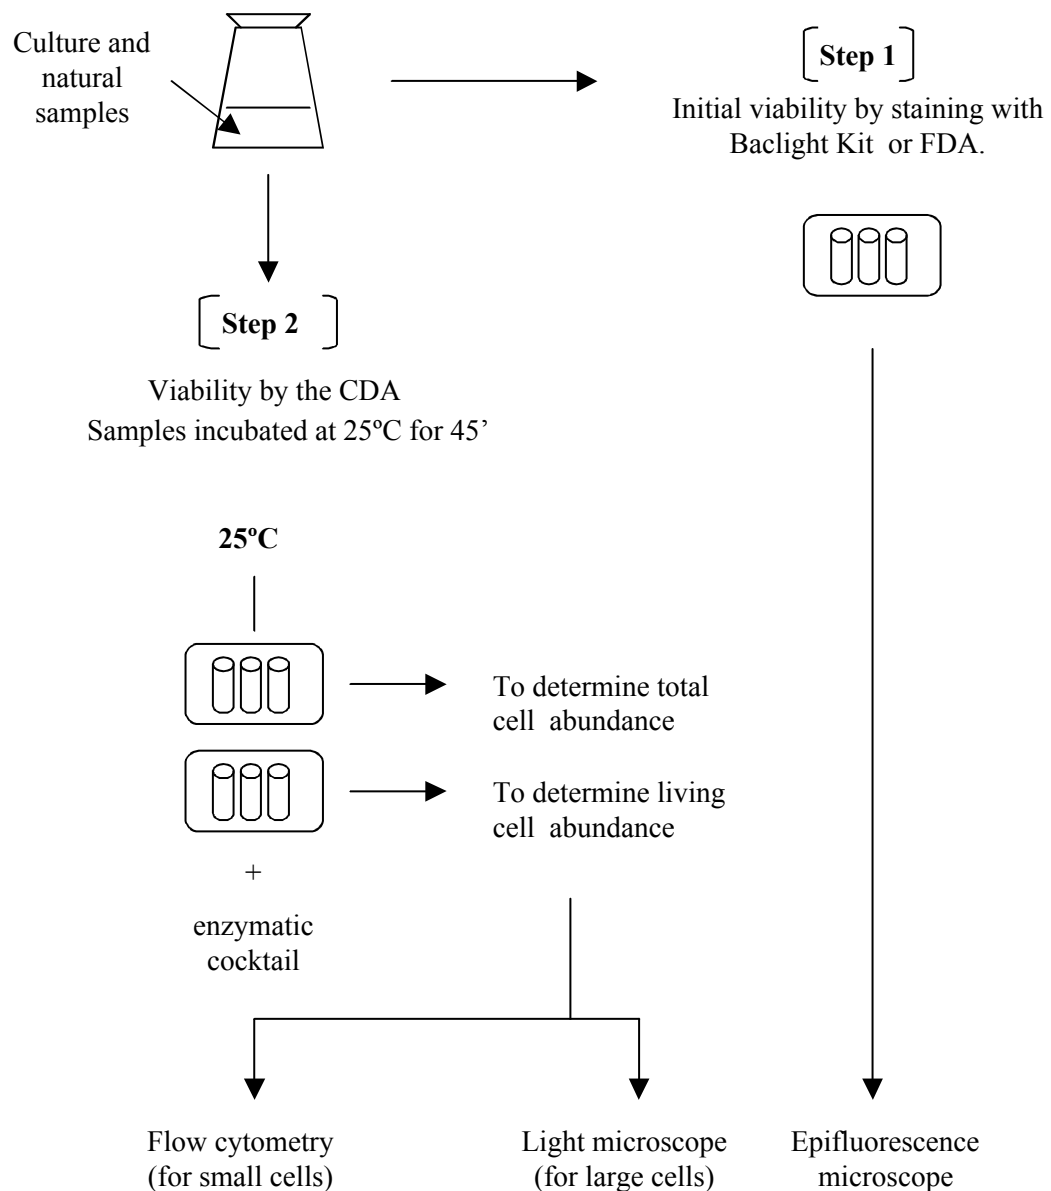 Culture and
natural
samples
Step 1
Initial viability by staining with
Baclight Kit or FDA.
Step 2
Viability by the CDA
Samples incubated at 25ºC for 45’
25ºC
To determine total
cell abundance
To determine living
cell abundance
+
enzymatic
cocktail
Flow cytometry
(for small cells)
Light microscope
(for large cells)
Epifluorescence
microscope